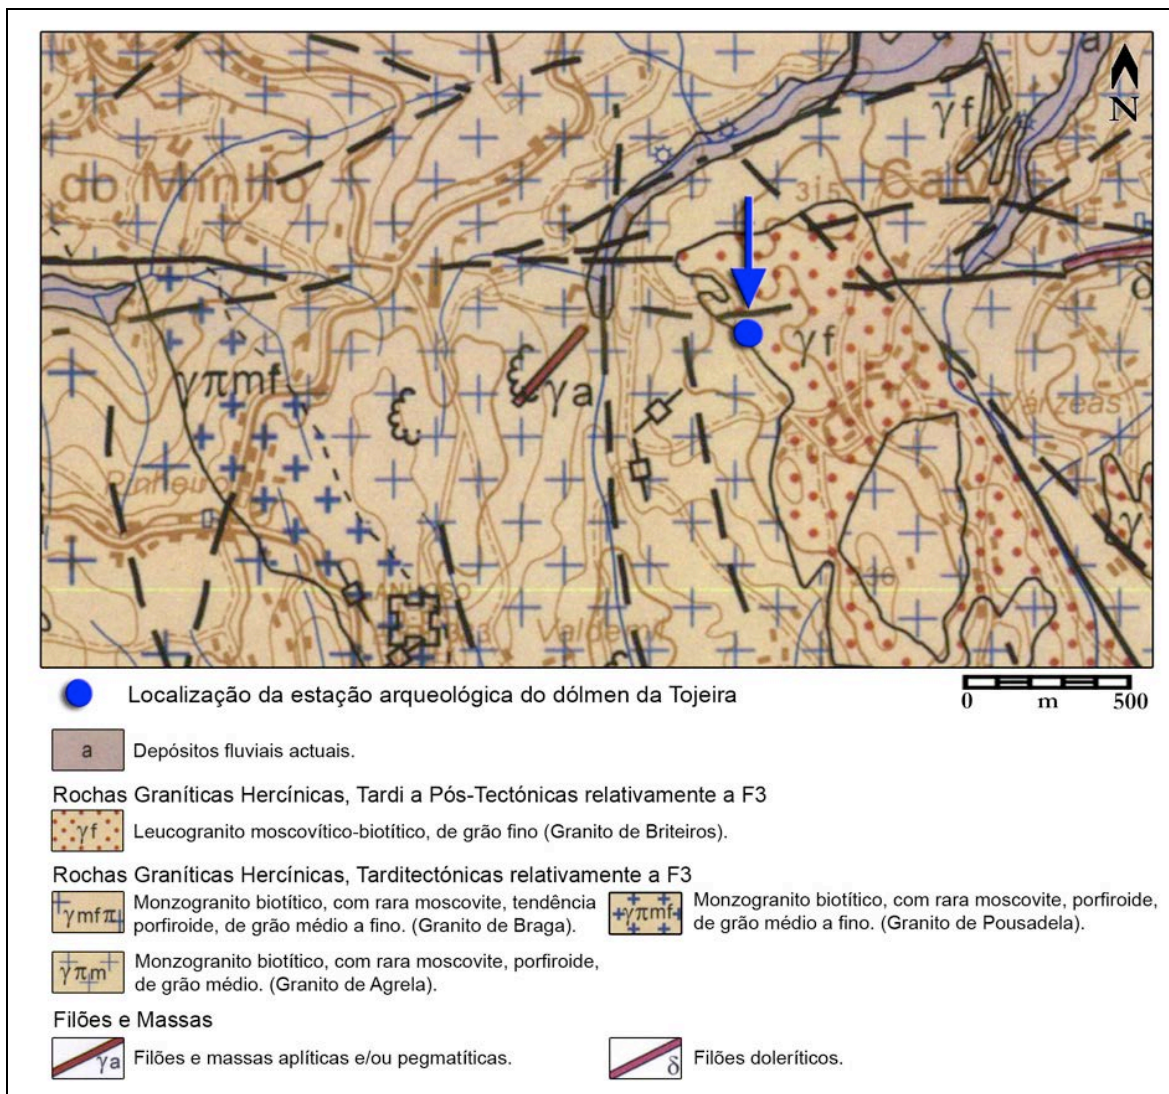 a
a
N
γf
do Minho
315
δ
γf
γπmf
γa
Várzeas
Pinheiro
γ
Valdemil
Localização da estação arqueológica do dólmen da Tojeira
0 m 500
a Depósitos fluviais actuais.
Rochas Graníticas Hercínicas, Tardi a Pós-Tectónicas relativamente a F3
γf Leucogranito moscovítico-biotítico, de grão fino (Granito de Briteiros).
Rochas Graníticas Hercínicas, Tarditectónicas relativamente a F3
γmfπ Monzogranito biotítico, com rara moscovite, tendência
porfiroide, de grão médio a fino. (Granito de Braga).
γπmf Monzogranito biotítico, com rara moscovite, porfiroide,
de grão médio a fino. (Granito de Pousadela).
γπm Monzogranito biotítico, com rara moscovite, porfiroide,
de grão médio. (Granito de Agrela).
Filões e Massas
γa Filões e massas aplíticas e/ou pegmatíticas.
δ Filões doleríticos.